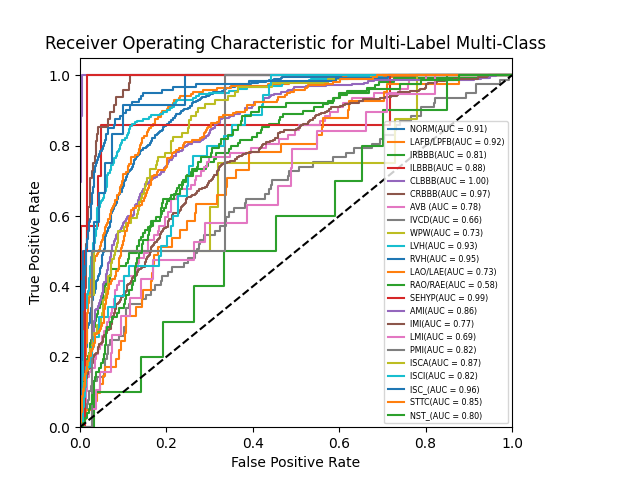 Receiver Operating Characteristic for Multi-Label Multi-Class
True Positive Rate
1.0
0.8
0.6
0.4
0.2
0.0
NORM(AUC = 0.91)
LAFB/LPFB(AUC = 0.92)
IRBBB(AUC = 0.81)
ILBBB(AUC = 0.88)
CLBBB(AUC = 1.00)
CRBBB(AUC = 0.97)
AVB (AUC = 0.78)
IVCD(AUC = 0.66)
WPW(AUC = 0.73)
LVH(AUC = 0.93)
RVH(AUC = 0.95)
LAO/LAE(AUC = 0.73)
RAO/RAE(AUC = 0.58)
SEHYP(AUC = 0.99)
AMI(AUC = 0.86)
IMI(AUC = 0.77)
LMI(AUC = 0.69)
PMI(AUC = 0.82)
ISCA(AUC = 0.87)
ISCI(AUC = 0.82)
ISC_(AUC = 0.96)
STTC(AUC = 0.85)
NST_(AUC = 0.80)
0.0 0.2 0.4 0.6 0.8 1.0
False Positive Rate